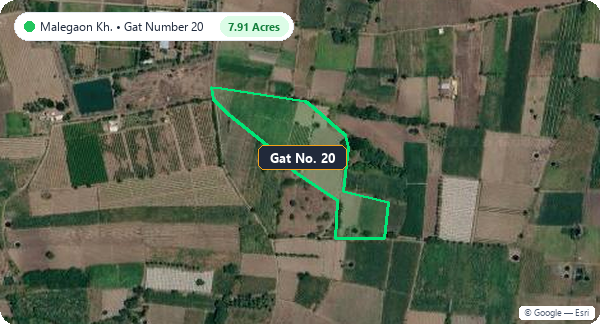 Malegaon Kh. • Gat Number 20 7.91 Acres
Gat No. 20
© Google — Esri